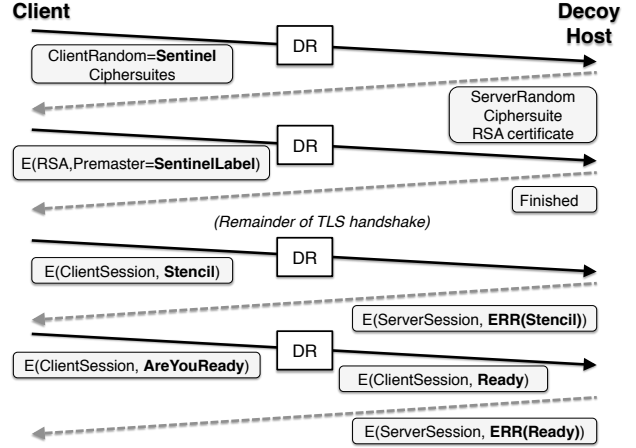 Client
Decoy
Host
DR
ClientRandom=Sentinel
Ciphersuites
ServerRandom
Ciphersuite
RSA certificate
DR
E(RSA,Premaster=SentinelLabel)
Finished
(Remainder of TLS handshake)
DR
E(ClientSession, Stencil)
E(ServerSession, ERR(Stencil))
DR
E(ClientSession, AreYouReady)
E(ClientSession, Ready)
E(ServerSession, ERR(Ready))